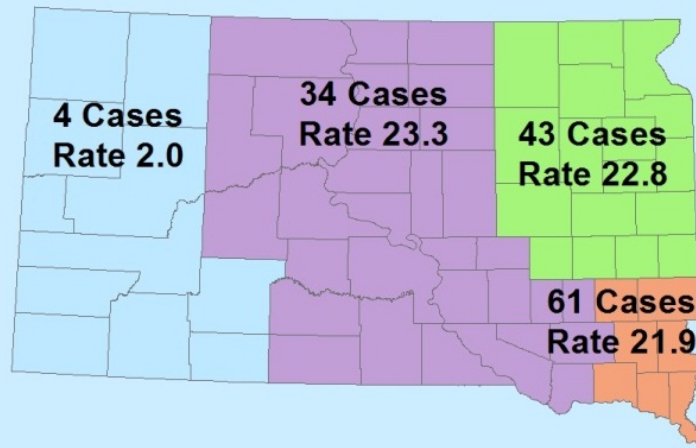 4 Cases
Rate 2.0
34 Cases
Rate 23.3
43 Cases
Rate 22.8
61 Cases
Rate 21.9